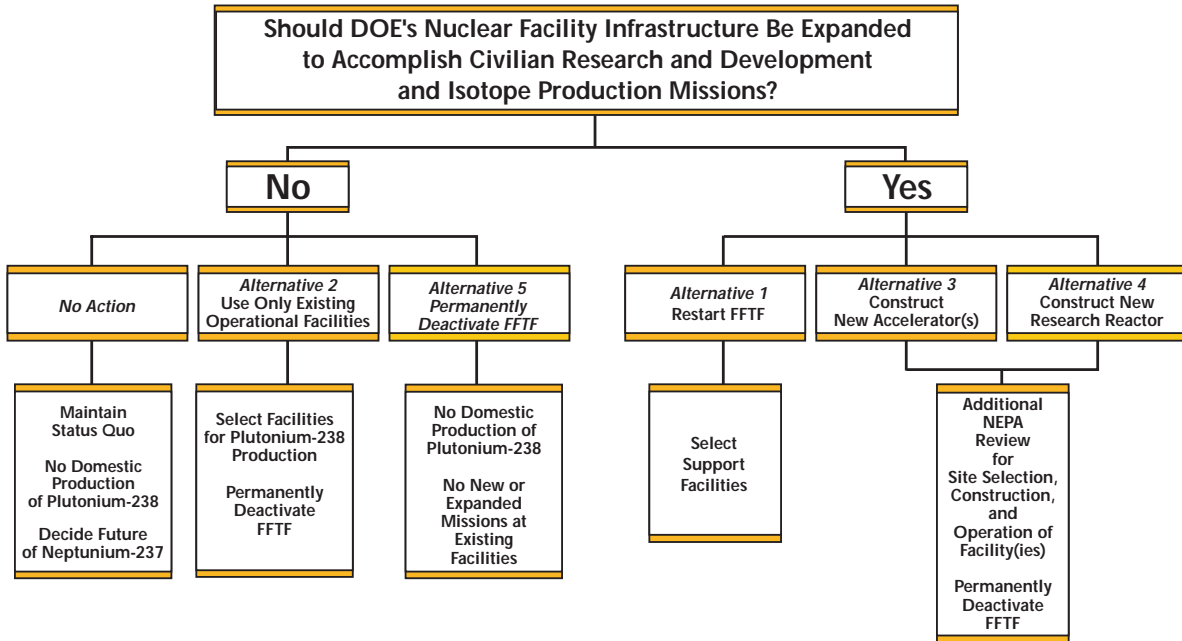 Should DOE's Nuclear Facility Infrastructure Be Expanded
to Accomplish Civilian Research and Development
and Isotope Production Missions?
No
Yes
No Action
Alternative 2
Use Only Existing
Operational Facilities
Alternative 5
Permanently
Deactivate FFTF
Alternative 1
Restart FFTF
Alternative 3
Construct
New Accelerator(s)
Alternative 4
Construct New
Research Reactor
Maintain
Status Quo
No Domestic
Production
of Plutonium-238
Decide Future
of Neptunium-237
Select Facilities
for Plutonium-238
Production
Permanently
Deactivate
FFTF
No Domestic
Production of
Plutonium-238
No New or
Expanded
Missions at
Existing
Facilities
Select
Support
Facilities
Additional
NEPA
Review
for
Site Selection,
Construction,
and
Operation of
Facility(ies)
Permanently
Deactivate
FFTF